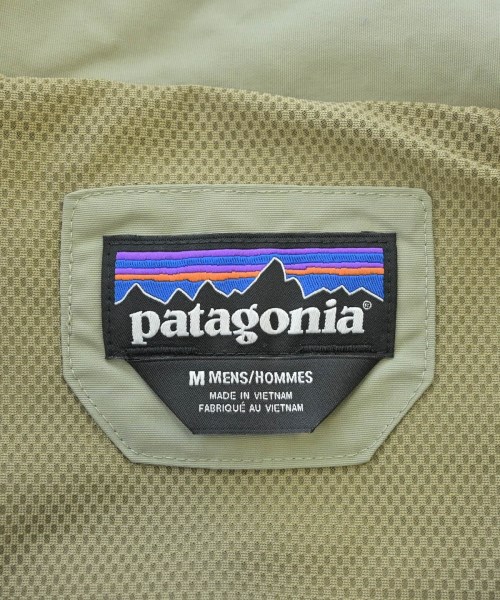 patagonia®
M MENS/HOMMES
MADE IN VIETNAM
FABRIQUÉ AU VIETNAM